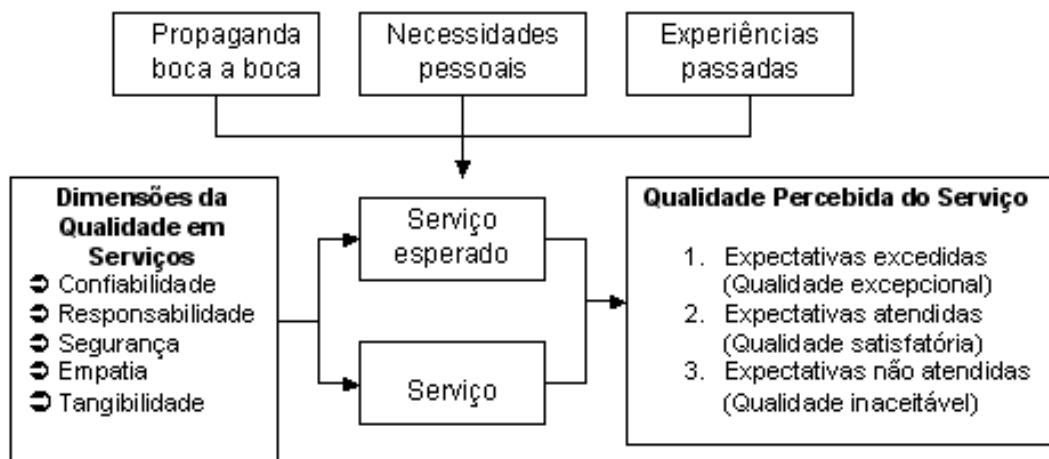 Propaganda
boca a boca
Necessidades
pessoais
Experiências
passadas
Dimensões da
Qualidade em
Serviços
➲ Confiabilidade
➲ Responsabilidade
➲ Segurança
➲ Empatia
➲ Tangibilidade
Serviço
esperado
Serviço
Qualidade Percebida do Serviço
1. Expectativas excedidas
(Qualidade excepcional)
2. Expectativas atendidas
(Qualidade satisfatória)
3. Expectativas não atendidas
(Qualidade inaceitável)